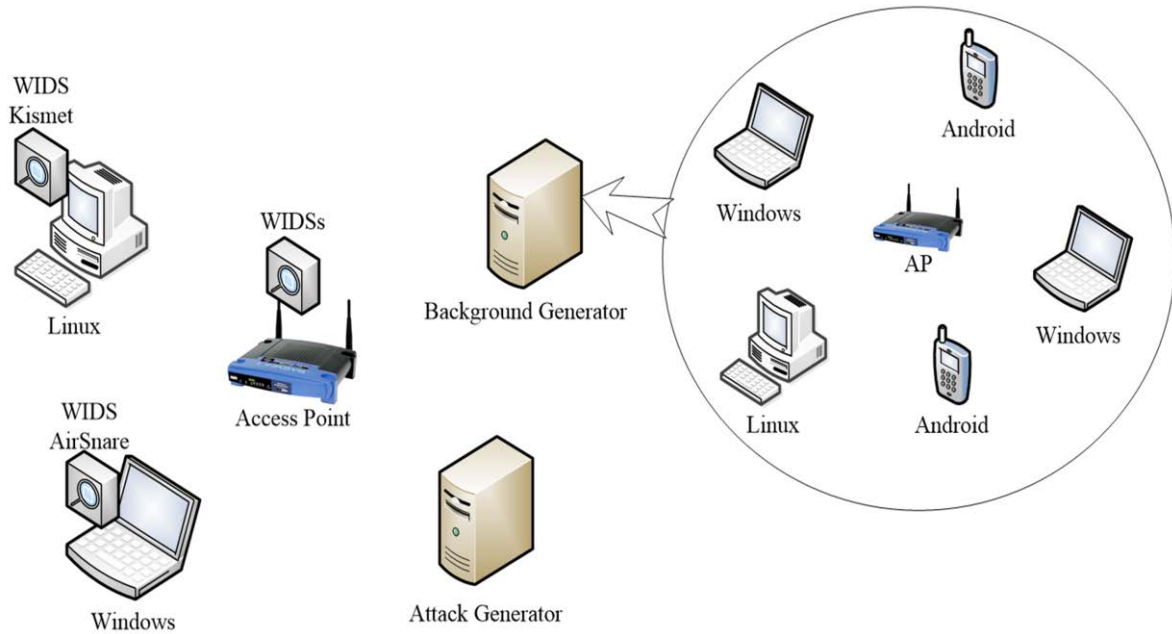 WIDS
Kismet
Linux
WIDSs
Access Point
WIDS
AirSnare
Windows
Background Generator
Attack Generator
Android
Windows
AP
Windows
Linux
Android